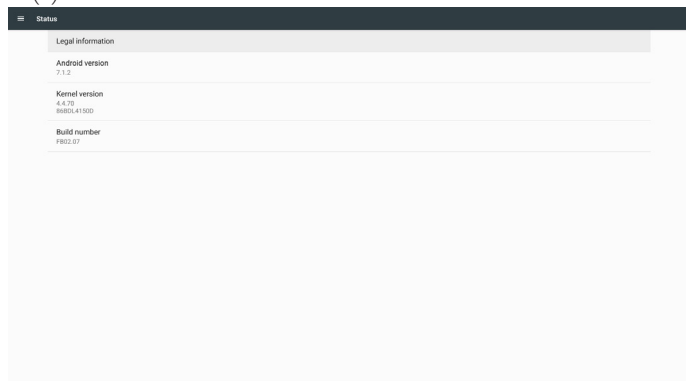 Status
Legal information
Android version
7.1.2
Kernel version
4.4.70
86BDL4150D
Build number
FB02.07